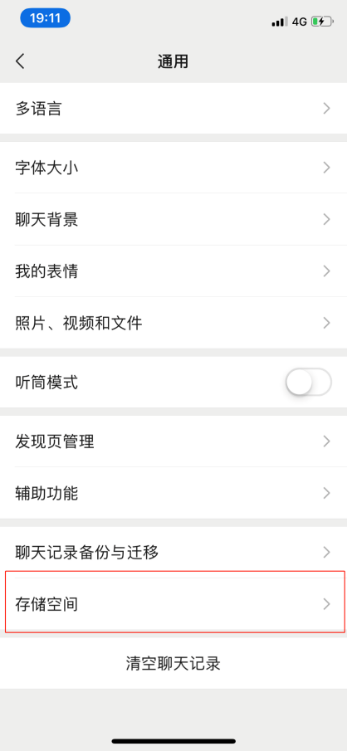 19:11
4G
通用
多语言
字体大小
聊天背景
我的表情
照片、视频和文件
听筒模式
发现页管理
辅助功能
聊天记录备份与迁移
存储空间
清空聊天记录